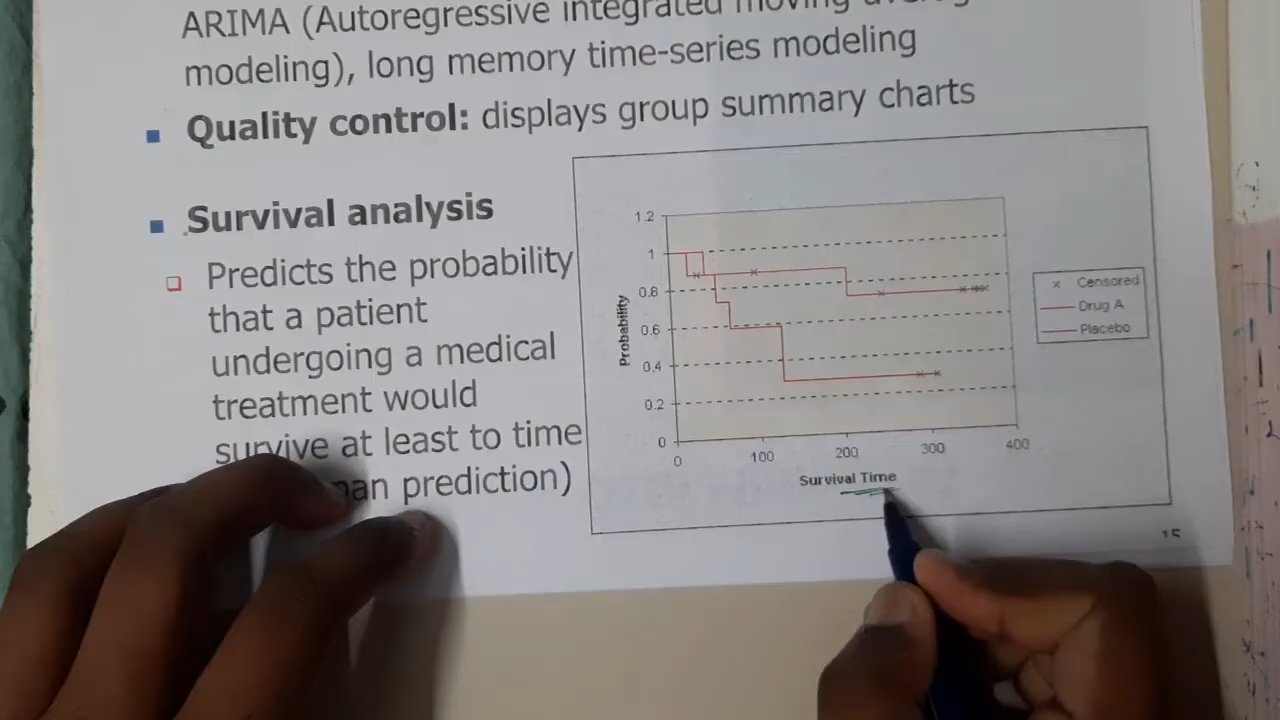 ARIMA (Autoregressive integrated moving
modeling), long memory time-series modeling
Quality control: displays group summary charts
Survival analysis
Predicts the probability
that a patient
undergoing a medical
treatment would
survive at least to time
prediction)
1.2
1
0.8
0.6
0.4
0.2
0
Probability
0 100 200 300 400
Survival Time
× Censored
Drug A
Placebo
15